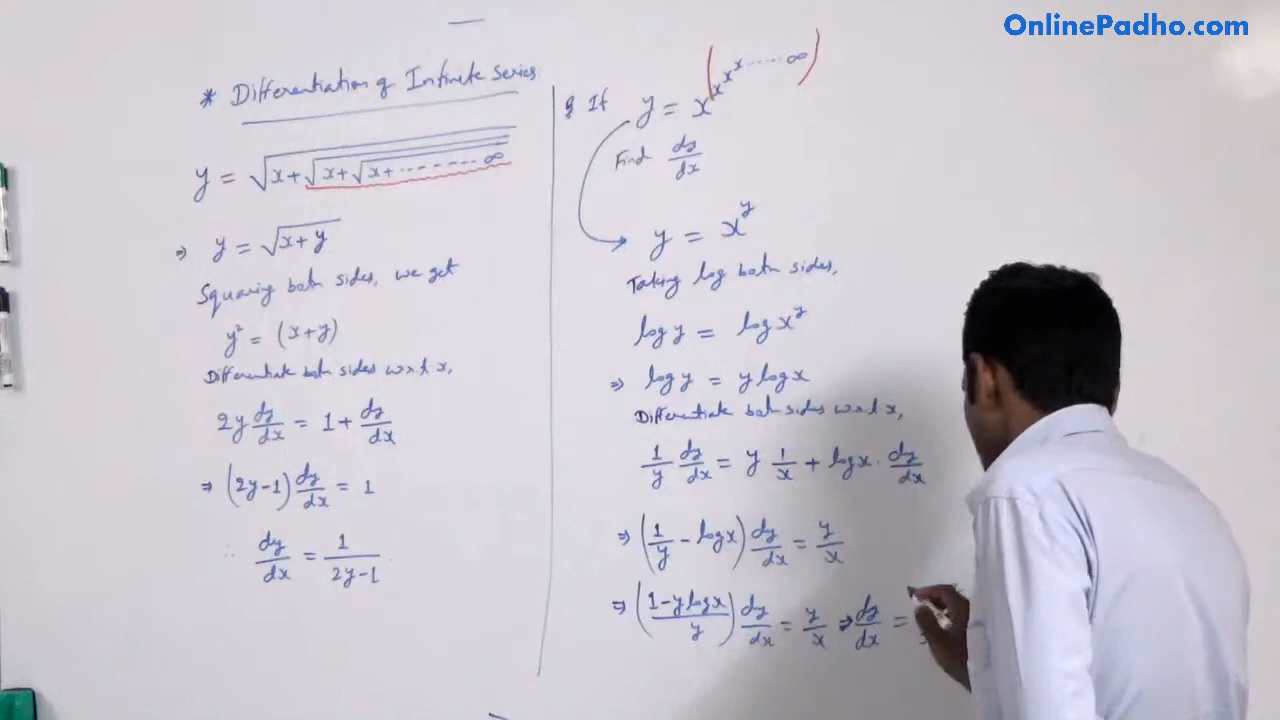 OnlinePadho.com
* Differentiation of Infinite Series
y = √(x+√(x+√(x+ ········ ∞
⇒ y = √(x+y)
Squaring both sides, we get
y² = (x+y)
Differentiate both sides w.r.t x,
2y dy/dx = 1 + dy/dx
⇒ (2y-1) dy/dx = 1
∴ dy/dx = 1/(2y-1)
Q If y = x^(x^x^x ····· ∞)
Find dy/dx
y = x^y
Taking log both sides,
log y = log x^y
⇒ log y = y log x
Differentiate both sides w.r.t x,
1/y dy/dx = y 1/x + log x · dy/dx
⇒ (1/y - log x) dy/dx = y/x
⇒ ((1-y log x)/y) dy/dx = y/x ⇒ dy/dx =